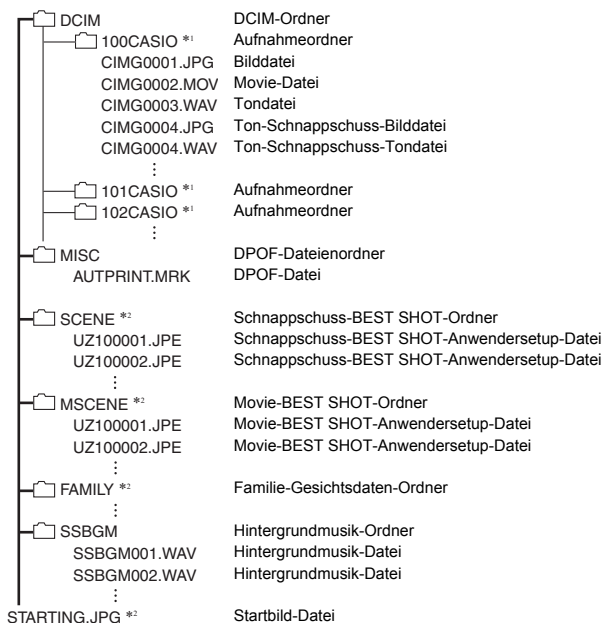 DCIM DCIM-Ordner
100CASIO *1 Aufnahmeordner
CIMG0001.JPG Bilddatei
CIMG0002.MOV Movie-Datei
CIMG0003.WAV Tondatei
CIMG0004.JPG Ton-Schnappschuss-Bilddatei
CIMG0004.WAV Ton-Schnappschuss-Tondatei
101CASIO *1 Aufnahmeordner
102CASIO *1 Aufnahmeordner
MISC DPOF-Dateienordner
AUTPRINT.MRK DPOF-Datei
SCENE *2 Schnappschuss-BEST SHOT-Ordner
UZ100001.JPE Schnappschuss-BEST SHOT-Anwendersetup-Datei
UZ100002.JPE Schnappschuss-BEST SHOT-Anwendersetup-Datei
MSCENE *2 Movie-BEST SHOT-Ordner
UZ100001.JPE Movie-BEST SHOT-Anwendersetup-Datei
UZ100002.JPE Movie-BEST SHOT-Anwendersetup-Datei
FAMILY *2 Familie-Gesichtsdaten-Ordner
SSBGM Hintergrundmusik-Ordner
SSBGM001.WAV Hintergrundmusik-Datei
SSBGM002.WAV Hintergrundmusik-Datei
STARTING.JPG *2 Startbild-Datei